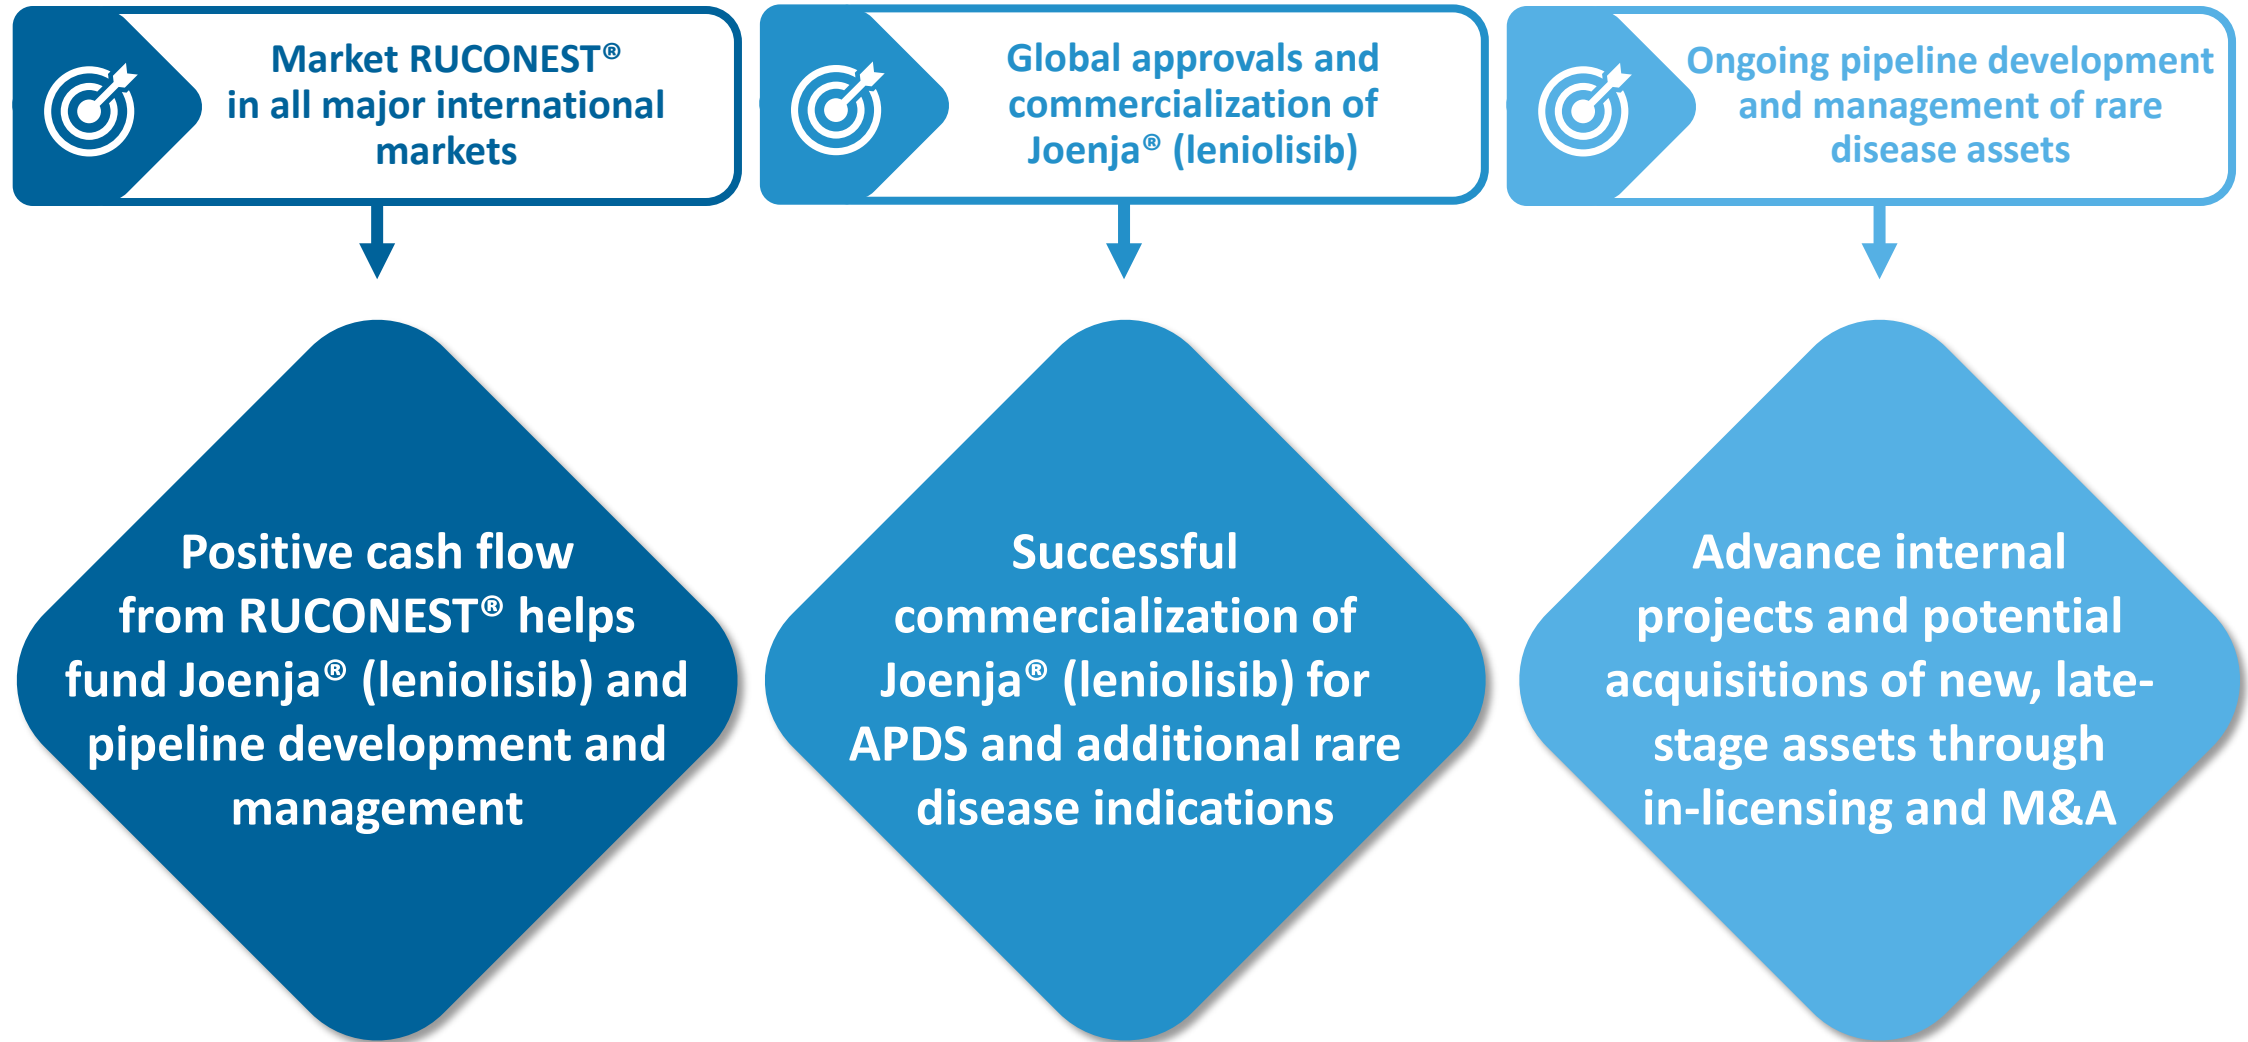 Market RUCONEST®
in all major international
markets
Global approvals and
commercialization of
Joenja® (leniolisib)
Ongoing pipeline development
and management of rare
disease assets
Positive cash flow
from RUCONEST® helps
fund Joenja® (leniolisib) and
pipeline development and
management
Successful
commercialization of
Joenja® (leniolisib) for
APDS and additional rare
disease indications
Advance internal
projects and potential
acquisitions of new, late-
stage assets through
in-licensing and M&A